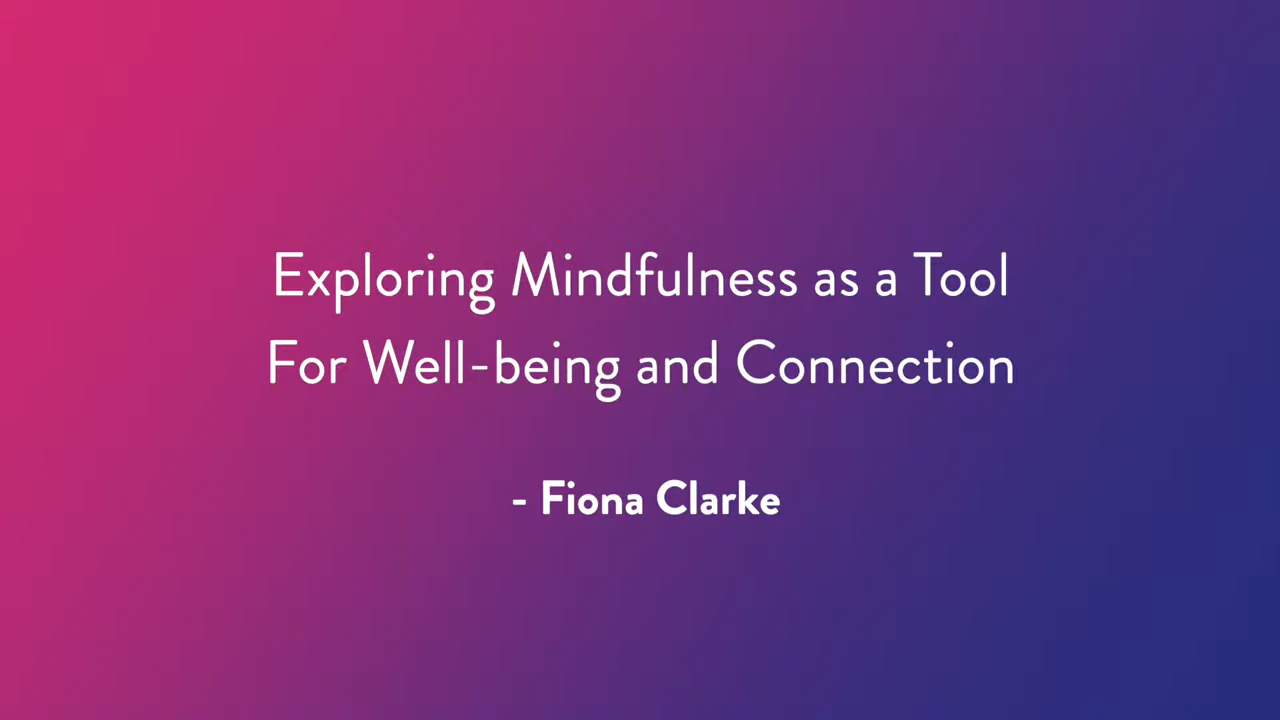 Exploring Mindfulness as a Tool
For Well-being and Connection
- Fiona Clarke